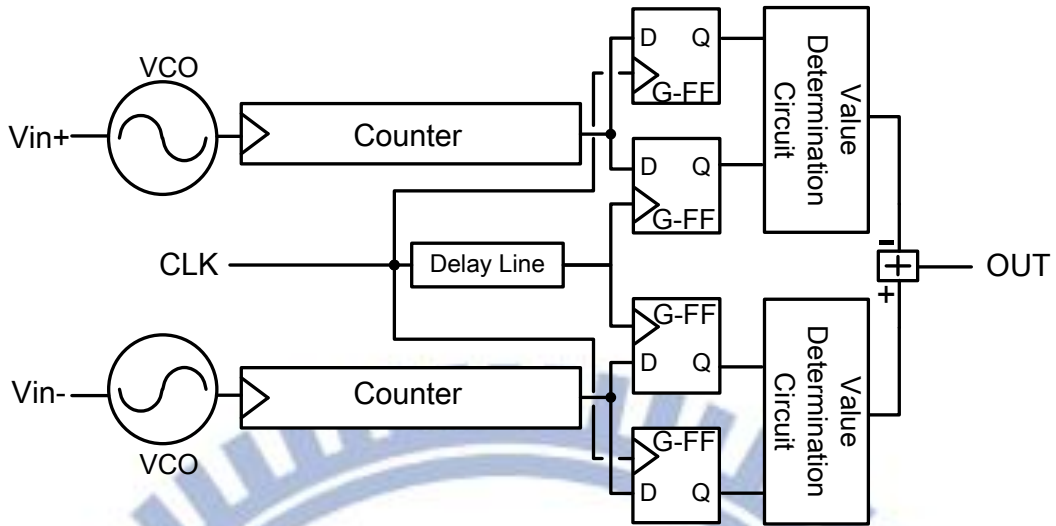 VCO
Vin+
Counter
D
Q
G-FF
D
Q
G-FF
Value
Determination
Circuit
CLK
Delay Line
-
+
+
OUT
G-FF
D
Q
G-FF
D
Q
Value
Determination
Circuit
Vin-
Counter
VCO